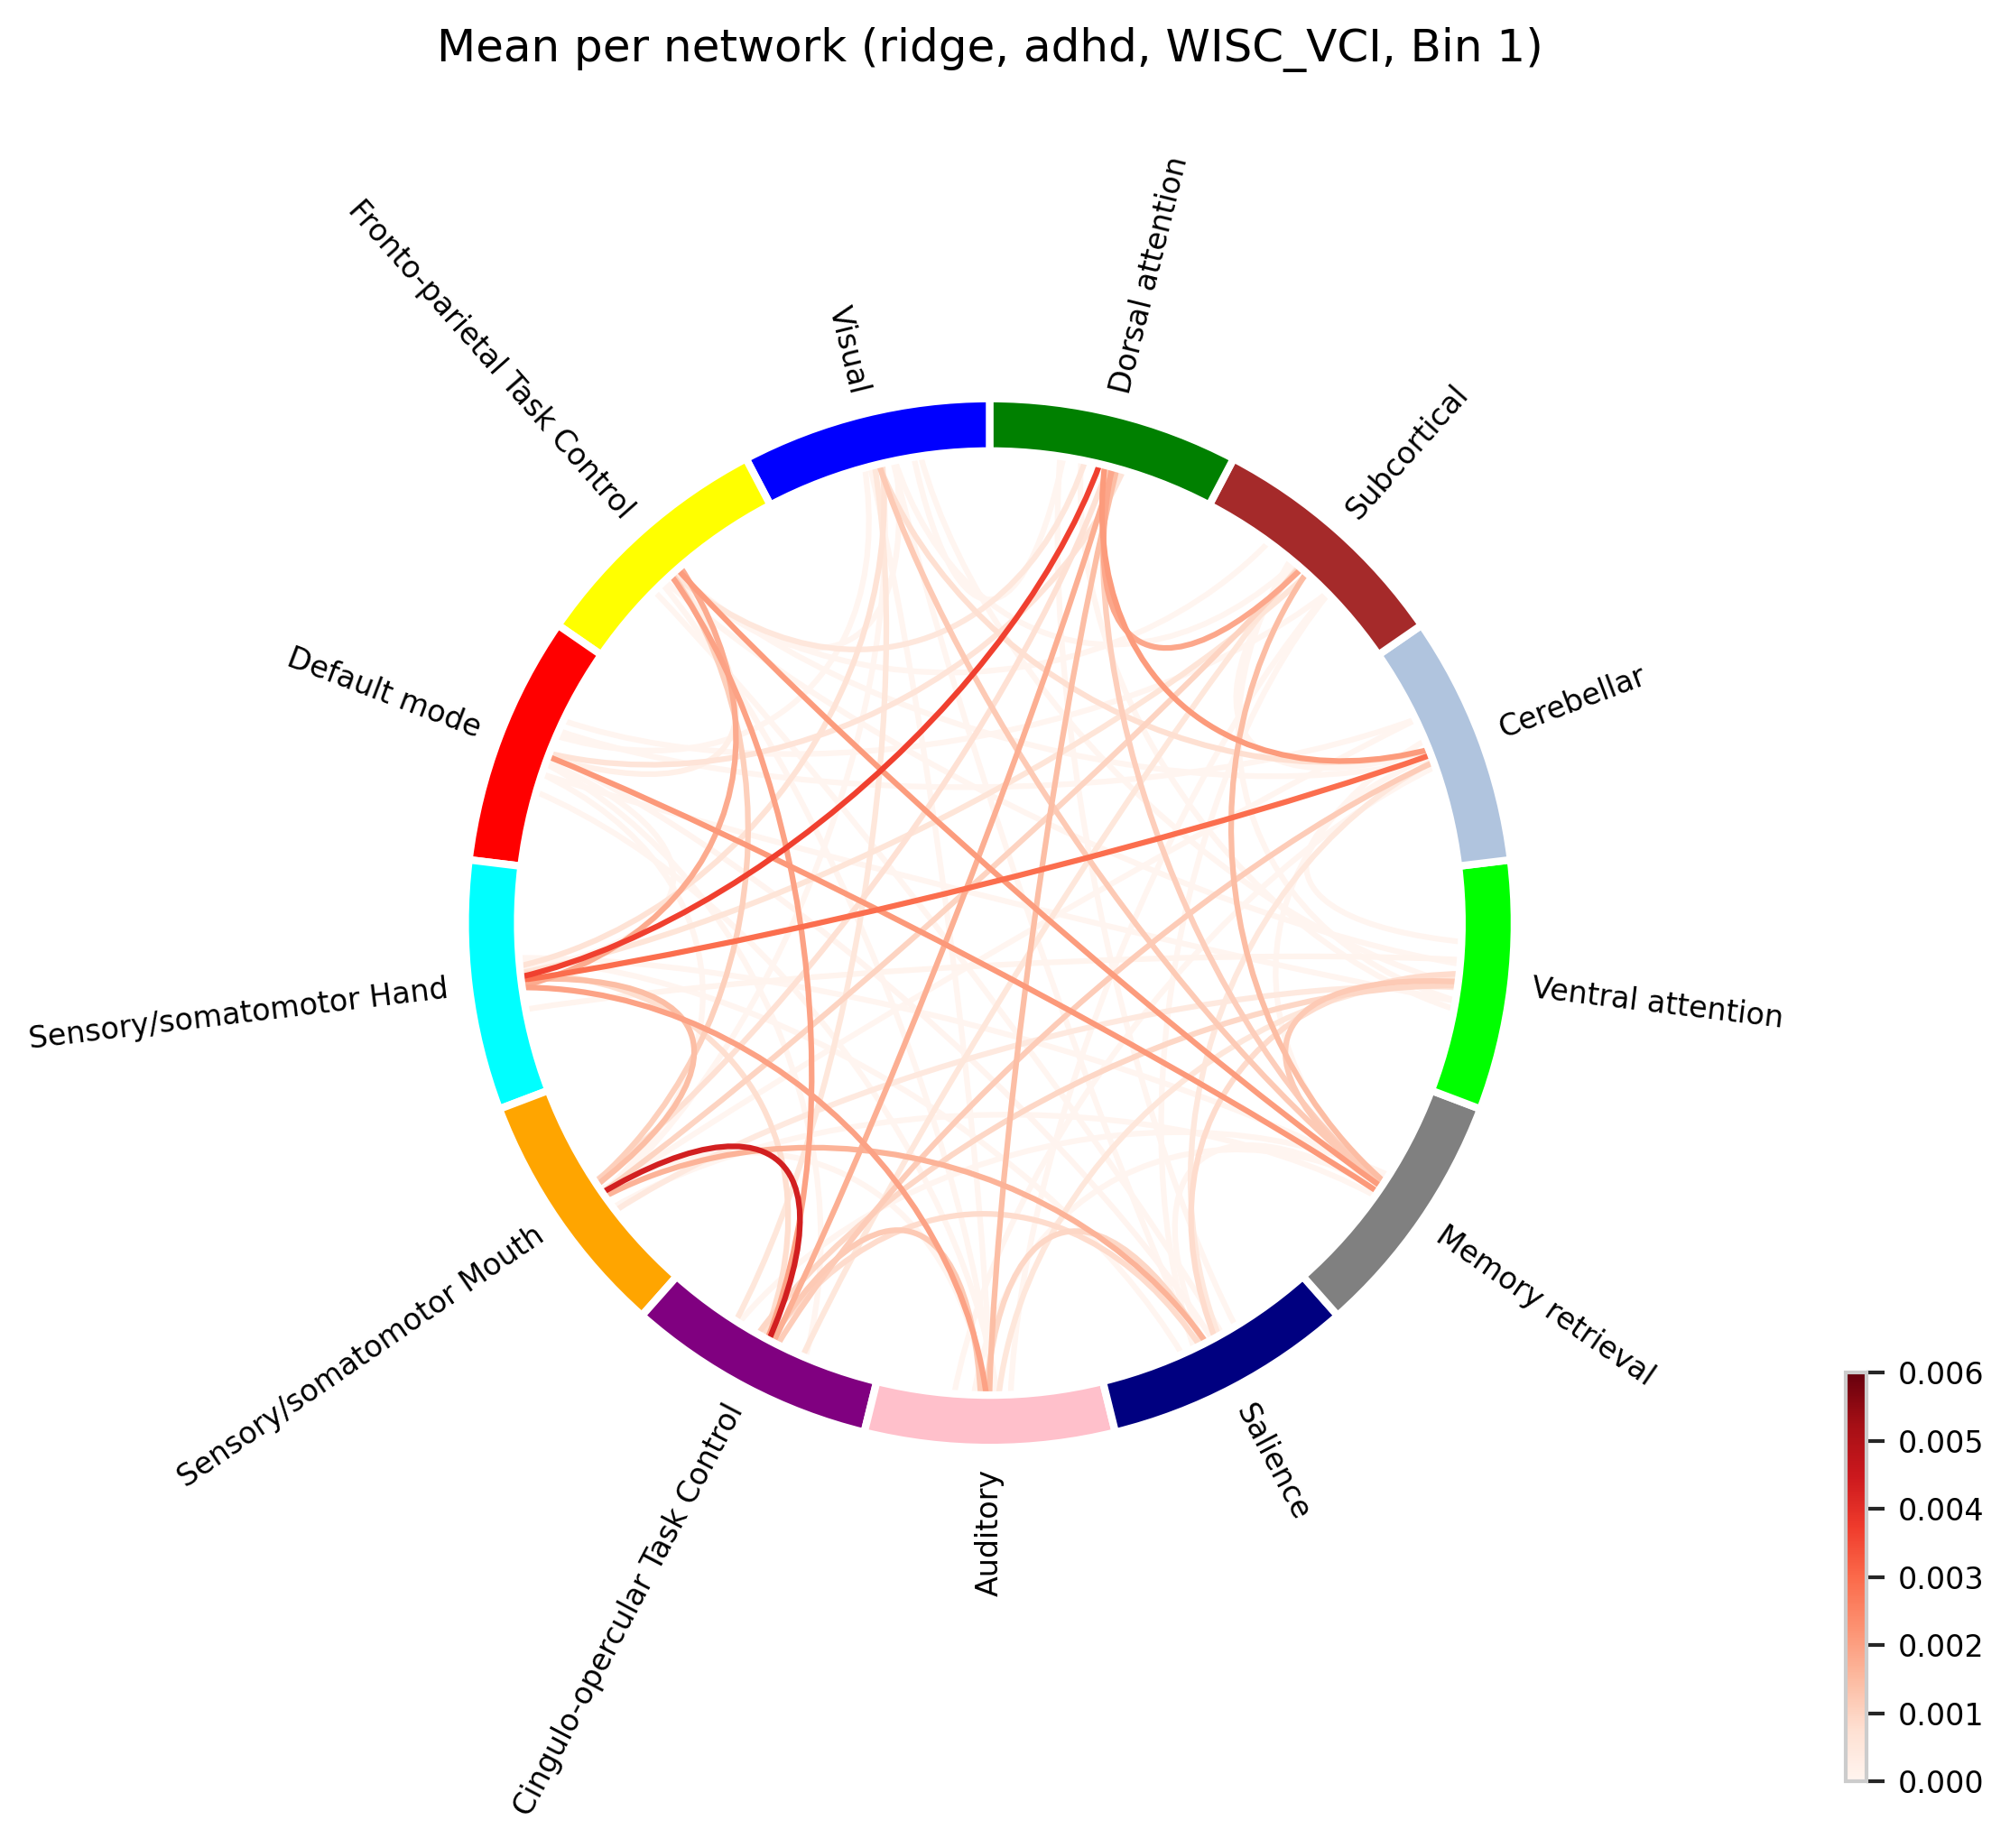 Mean per network (ridge, adhd, WISC_VCI, Bin 1)
Dorsal attention
Visual
Fronto-parietal Task Control
Subcortical
Default mode
Cerebellar
Sensory/somatomotor Hand
Ventral attention
Sensory/somatomotor Mouth
Memory retrieval
Cingulo-opercular Task Control
Auditory
Salience
0.006
0.005
0.004
0.003
0.002
0.001
0.000